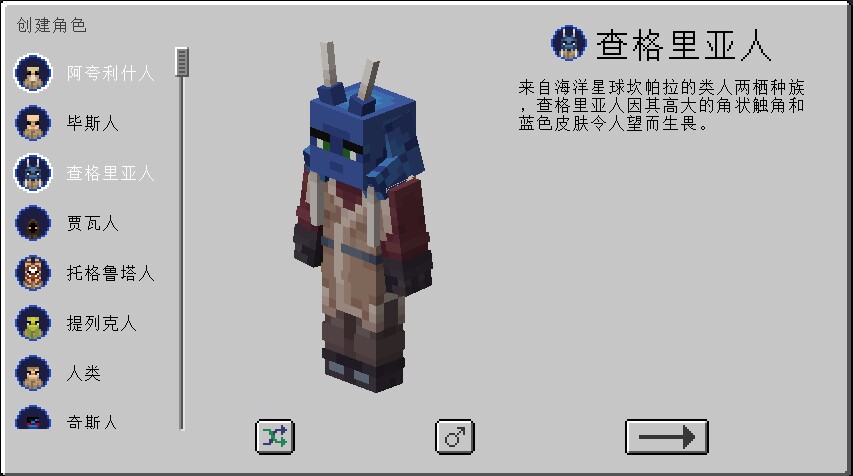 创建角色
阿夸利什人
毕斯人
查格里亚人
贾瓦人
托格鲁塔人
提列克人
人类
奇斯人
查格里亚人
来自海洋星球坎帕拉的类人两栖种族
，查格里亚人因其高大的角状触角和
蓝色皮肤令人望而生畏。